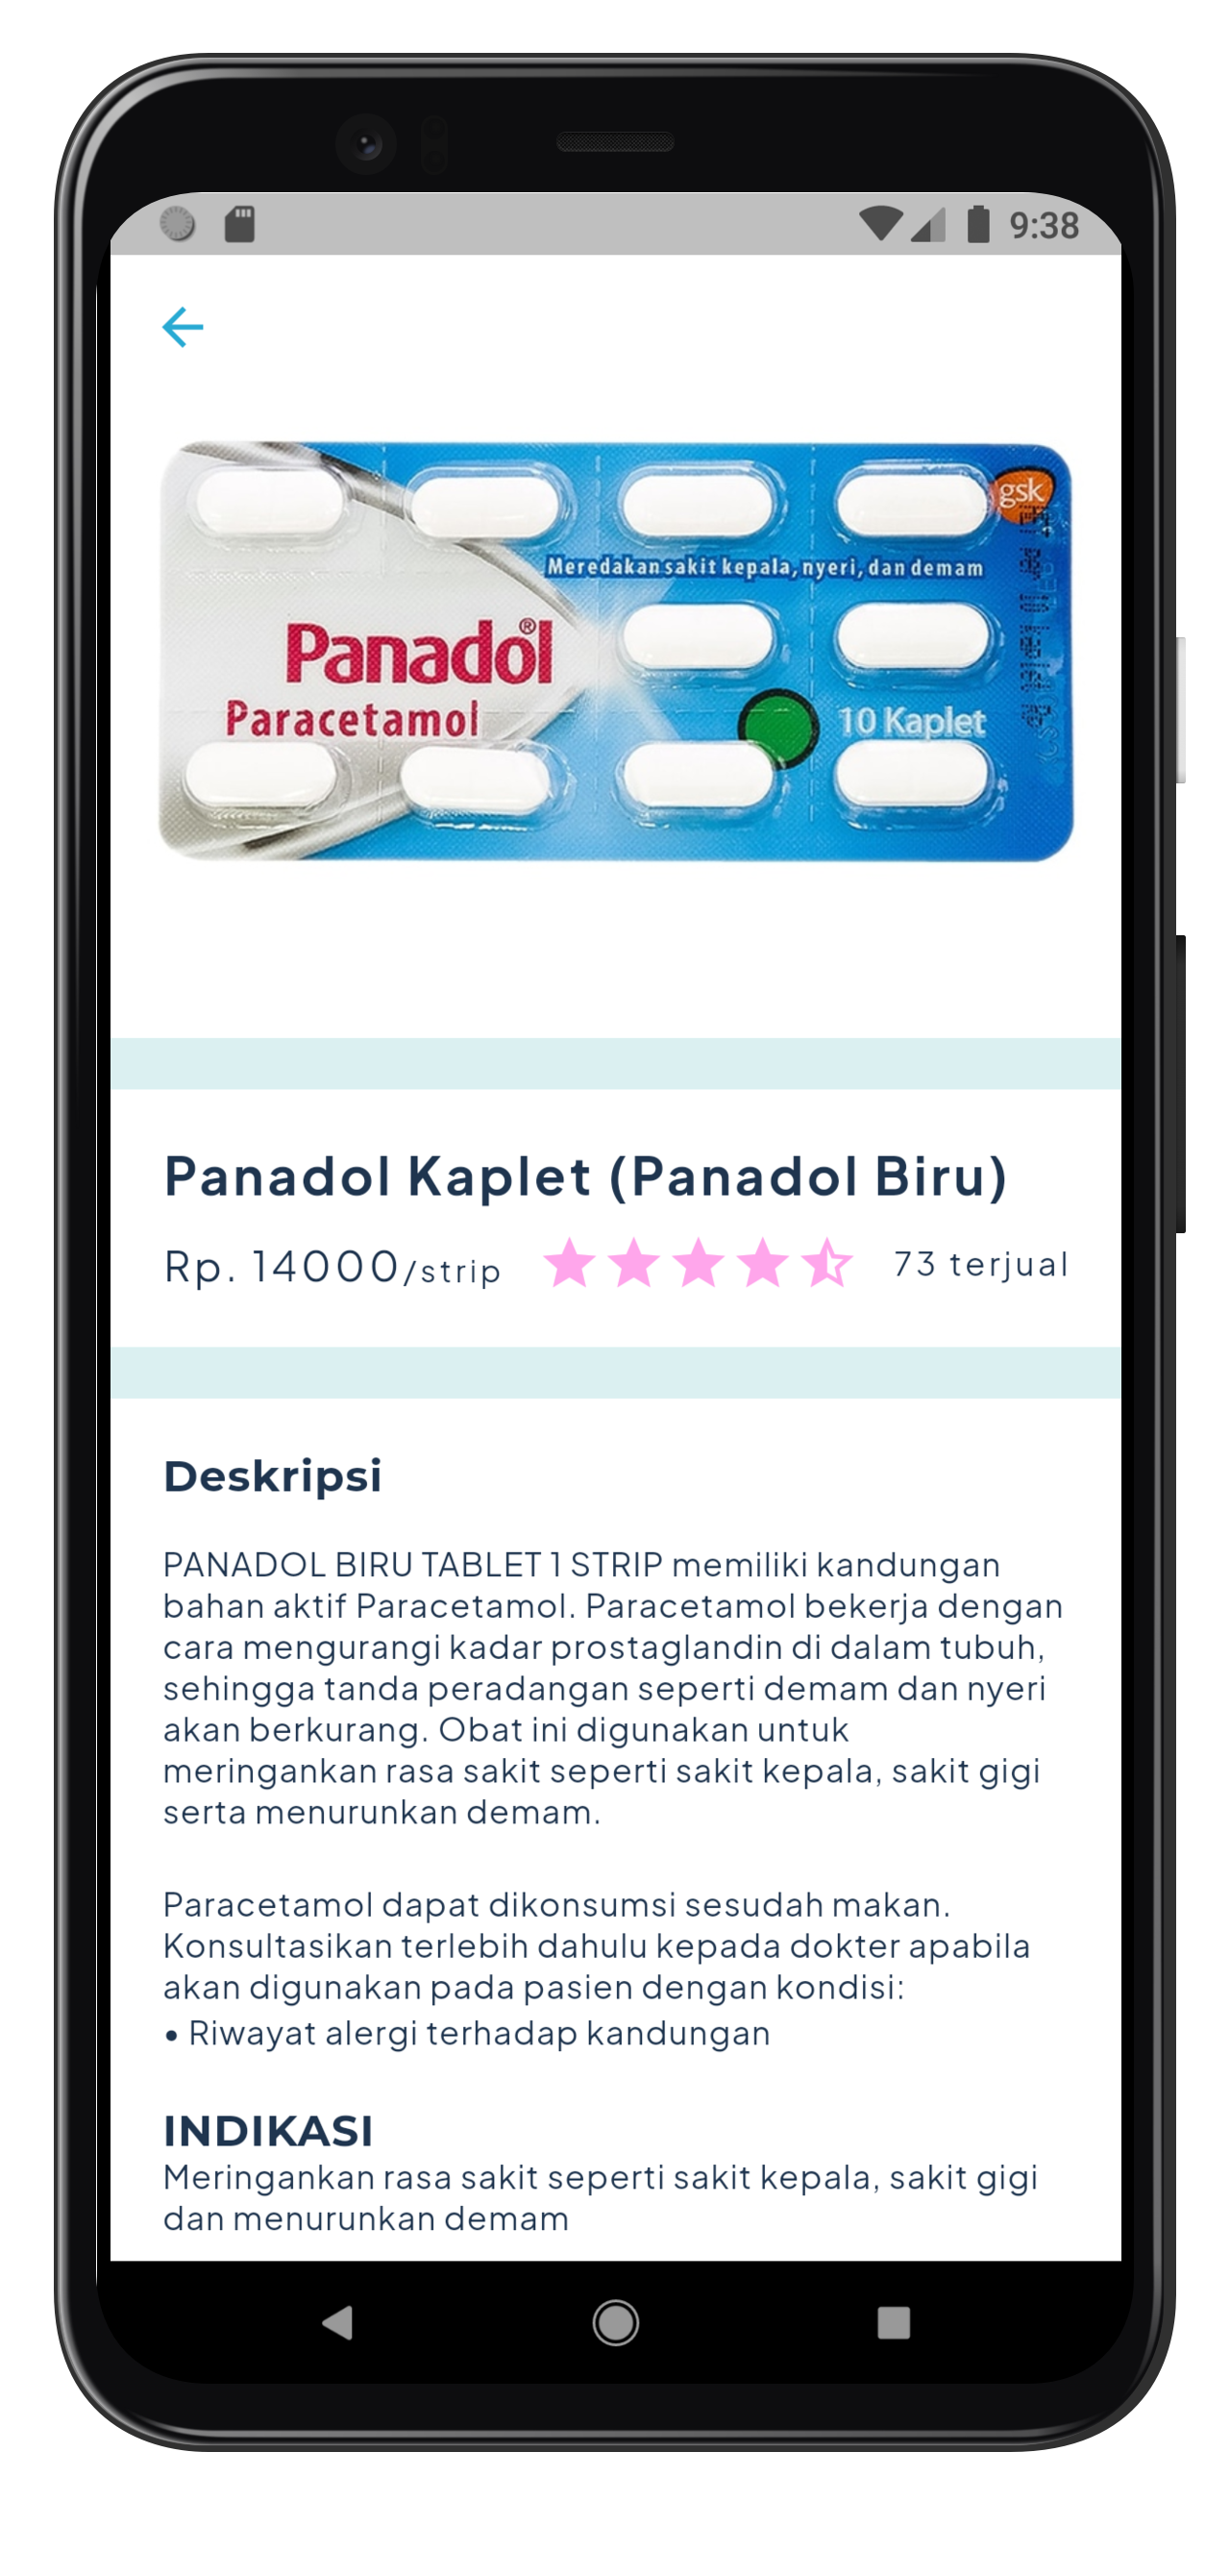 9:38
gsk
Meredakan sakit kepala, nyeri, dan demam
Panadol®
Paracetamol
10 Kaplet
Panadol Kaplet (Panadol Biru)
Rp. 14000/strip 73 terjual
Deskripsi
PANADOL BIRU TABLET 1 STRIP memiliki kandungan
bahan aktif Paracetamol. Paracetamol bekerja dengan
cara mengurangi kadar prostaglandin di dalam tubuh,
sehingga tanda peradangan seperti demam dan nyeri
akan berkurang. Obat ini digunakan untuk
meringankan rasa sakit seperti sakit kepala, sakit gigi
serta menurunkan demam.
Paracetamol dapat dikonsumsi sesudah makan.
Konsultasikan terlebih dahulu kepada dokter apabila
akan digunakan pada pasien dengan kondisi:
• Riwayat alergi terhadap kandungan
INDIKASI
Meringankan rasa sakit seperti sakit kepala, sakit gigi
dan menurunkan demam